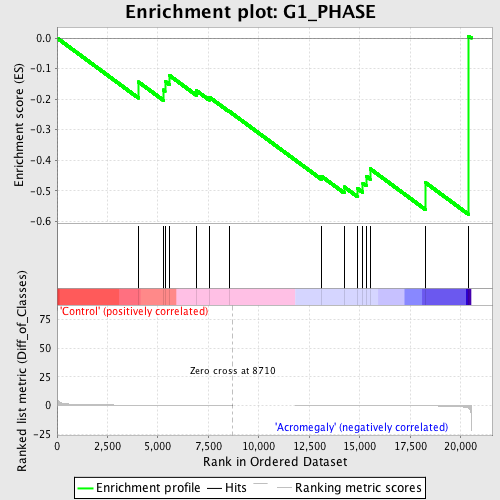 Enrichment plot: G1_PHASE
Enrichment score (ES)
0.0
-0.1
-0.2
-0.3
-0.4
-0.5
-0.6
'Control' (positively correlated)
Ranked list metric (Diff_of_Classes)
75
50
25
0
-25
Zero cross at 8710
'Acromegaly' (negatively correlated)
0
2,500
5,000
7,500
10,000
12,500
15,000
17,500
20,000
Rank in Ordered Dataset
Enrichment profile
Hits
Ranking metric scores